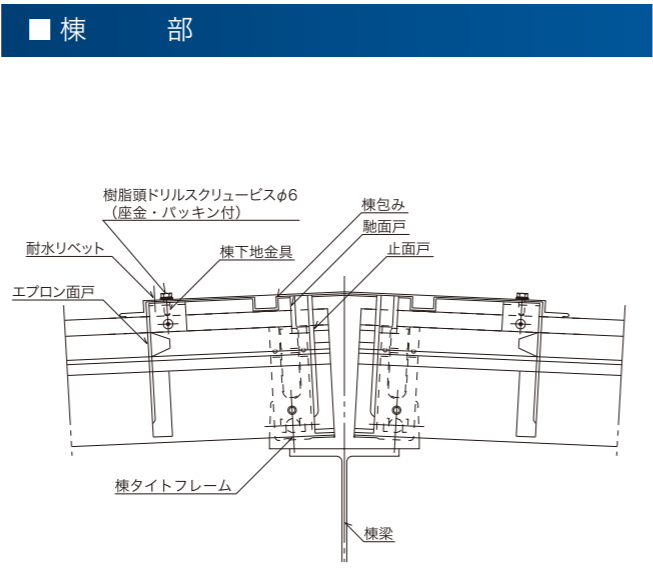 ■棟　部
樹脂頭ドリルスクリュービスφ6
（座金・パッキン付）
棟包み
馳面戸
耐水リベット
棟下地金具
止面戸
エプロン面戸
棟タイトフレーム
棟梁